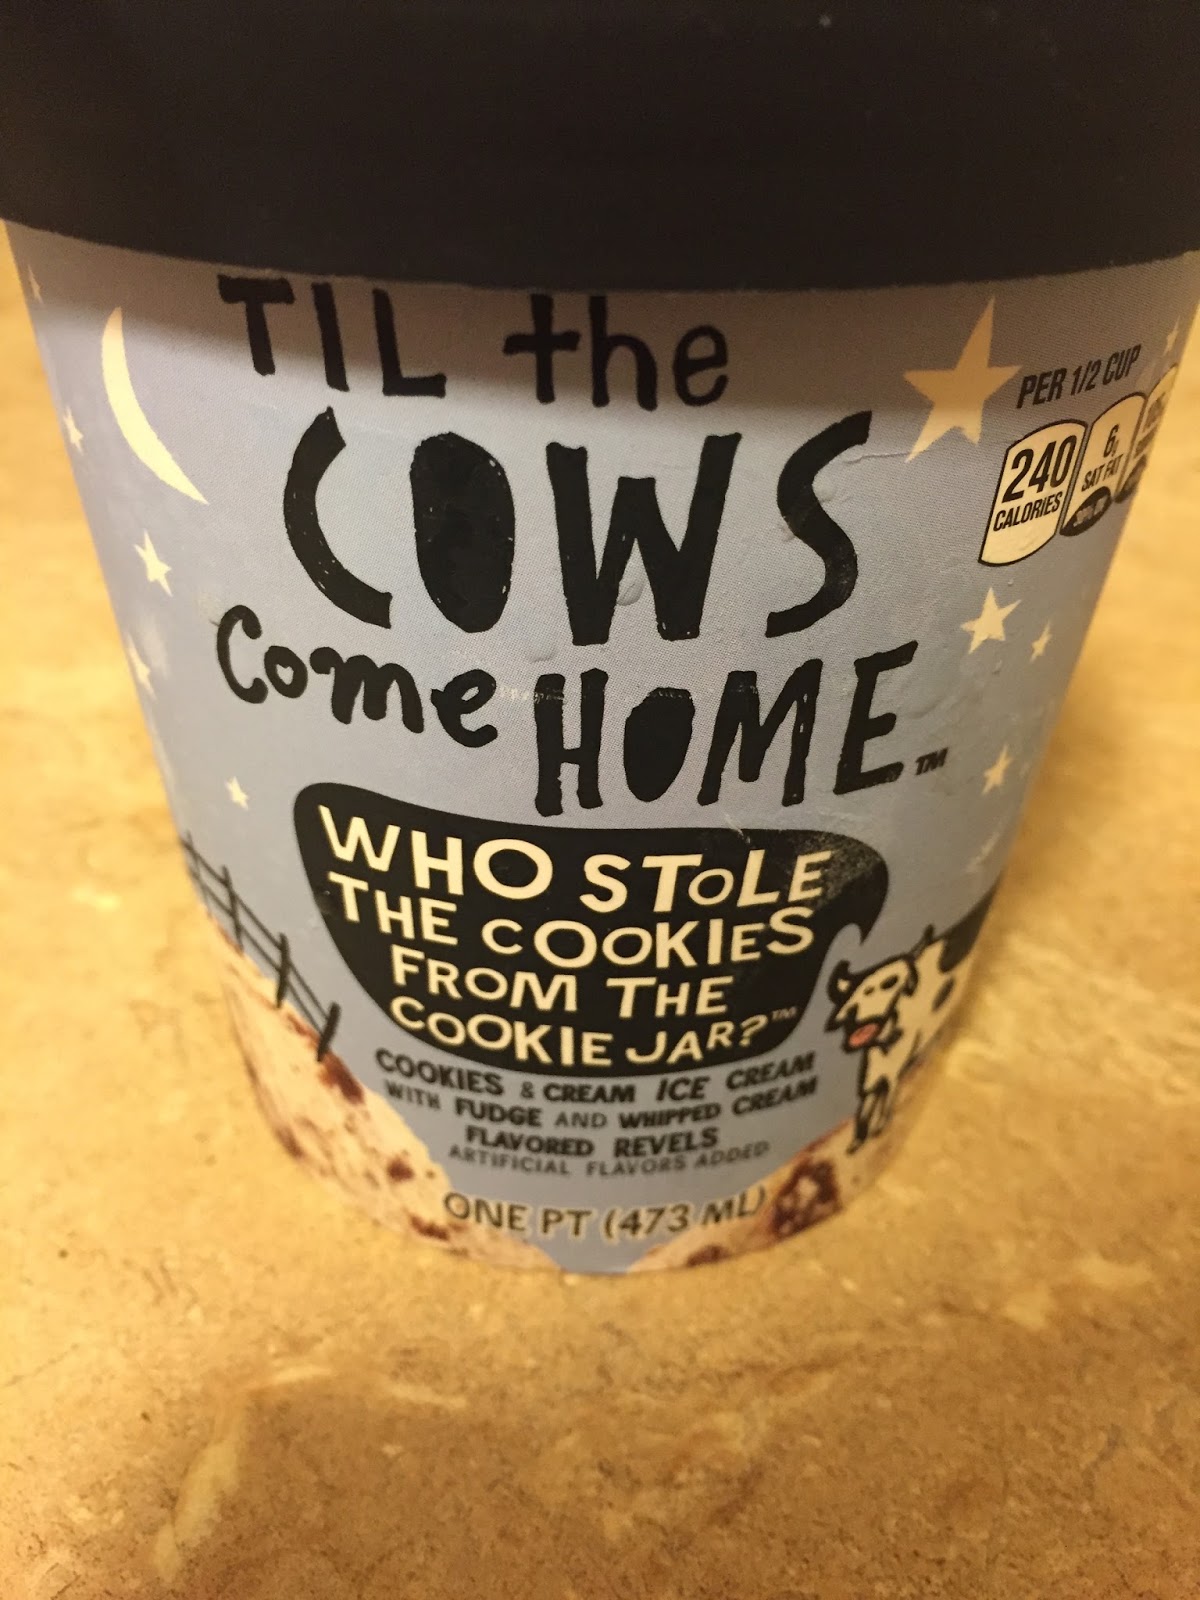 TIL the
COWS
Come HOME™
PER 1/2 CUP
240
CALORIES
6g
SAT FAT
WHO STOLE
THE COOKIES
FROM THE
COOKIE JAR?™
COOKIES & CREAM ICE CREAM
WITH FUDGE AND WHIPPED CREAM
FLAVORED REVELS
ARTIFICIAL FLAVORS ADDED
ONE PT (473 ML)